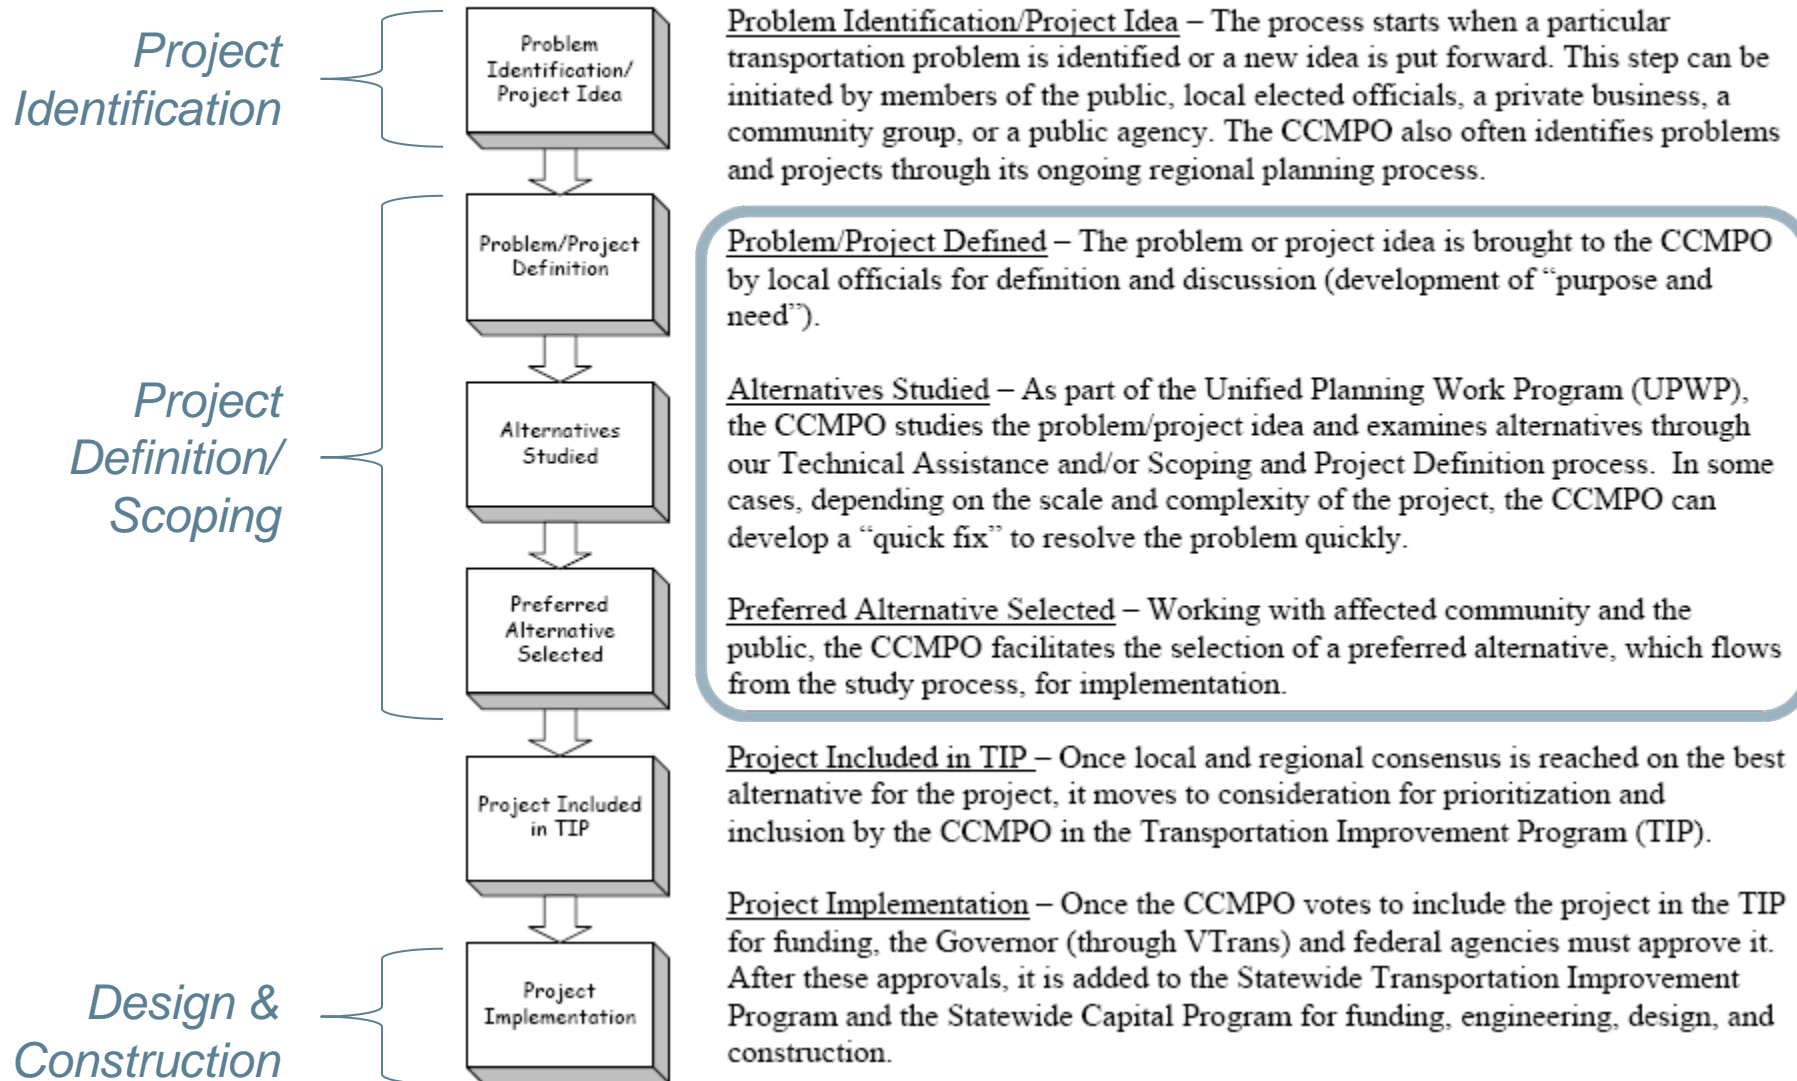 Project
Identification
Problem
Identification/
Project Idea
Problem Identification/Project Idea – The process starts when a particular
transportation problem is identified or a new idea is put forward. This step can be
initiated by members of the public, local elected officials, a private business, a
community group, or a public agency. The CCMPO also often identifies problems
and projects through its ongoing regional planning process.
Project
Definition/
Scoping
Problem/Project
Definition
Problem/Project Defined – The problem or project idea is brought to the CCMPO
by local officials for definition and discussion (development of “purpose and
need”).
Alternatives
Studied
Alternatives Studied – As part of the Unified Planning Work Program (UPWP),
the CCMPO studies the problem/project idea and examines alternatives through
our Technical Assistance and/or Scoping and Project Definition process.  In some
cases, depending on the scale and complexity of the project, the CCMPO can
develop a “quick fix” to resolve the problem quickly.
Preferred
Alternative
Selected
Preferred Alternative Selected – Working with affected community and the
public, the CCMPO facilitates the selection of a preferred alternative, which flows
from the study process, for implementation.
Project Included
in TIP
Project Included in TIP – Once local and regional consensus is reached on the best
alternative for the project, it moves to consideration for prioritization and
inclusion by the CCMPO in the Transportation Improvement Program (TIP).
Design &
Construction
Project
Implementation
Project Implementation – Once the CCMPO votes to include the project in the TIP
for funding, the Governor (through VTrans) and federal agencies must approve it.
After these approvals, it is added to the Statewide Transportation Improvement
Program and the Statewide Capital Program for funding, engineering, design, and
construction.